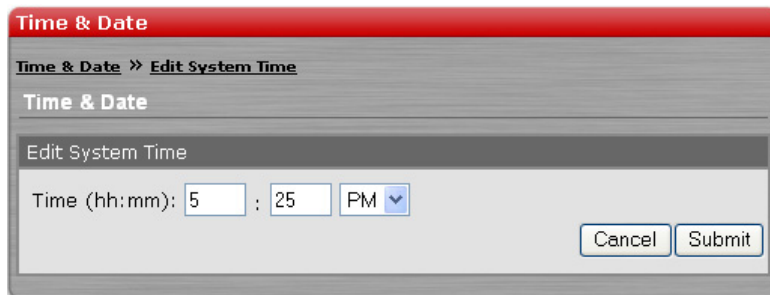 Time & Date
Time & Date » Edit System Time
Time & Date
Edit System Time
Time (hh:mm): 5 : 25 PM
Cancel Submit